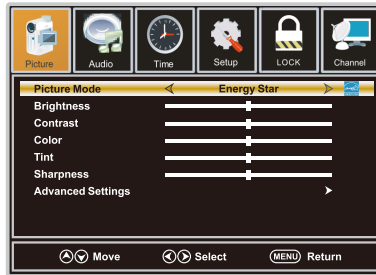 Picture Audio Time Setup LOCK Channel
Picture Mode Energy Star
Brightness
Contrast
Color
Tint
Sharpness
Advanced Settings
Move Select MENU Return